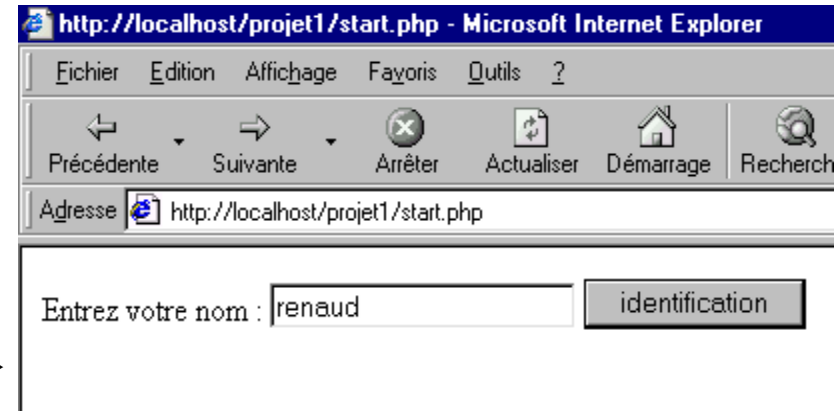 http://localhost/projet1/start.php - Microsoft Internet Explorer
Fichier Edition Affichage Favoris Outils ?
Précédente Suivante Arrêter Actualiser Démarrage Recherch
Adresse http://localhost/projet1/start.php
Entrez votre nom : renaud identification